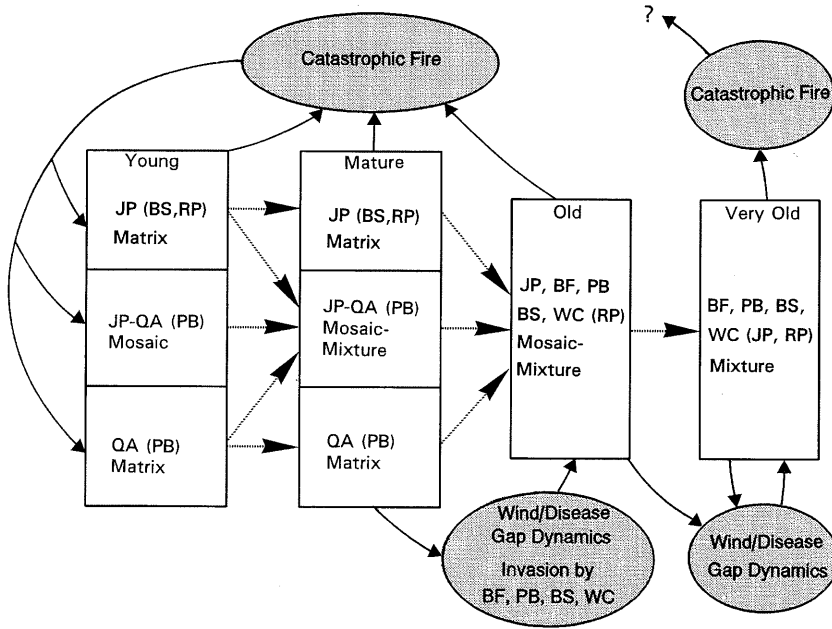 ?
Catastrophic Fire
Catastrophic Fire
Young
JP (BS,RP)
Matrix
JP-QA (PB)
Mosaic
QA (PB)
Matrix
Mature
JP (BS,RP)
Matrix
JP-QA (PB)
Mosaic-
Mixture
QA (PB)
Matrix
Old
JP, BF, PB
BS, WC (RP)
Mosaic-
Mixture
Very Old
BF, PB, BS,
WC (JP, RP)
Mixture
Wind/Disease
Gap Dynamics
Invasion by
BF, PB, BS, WC
Wind/Disease
Gap Dynamics